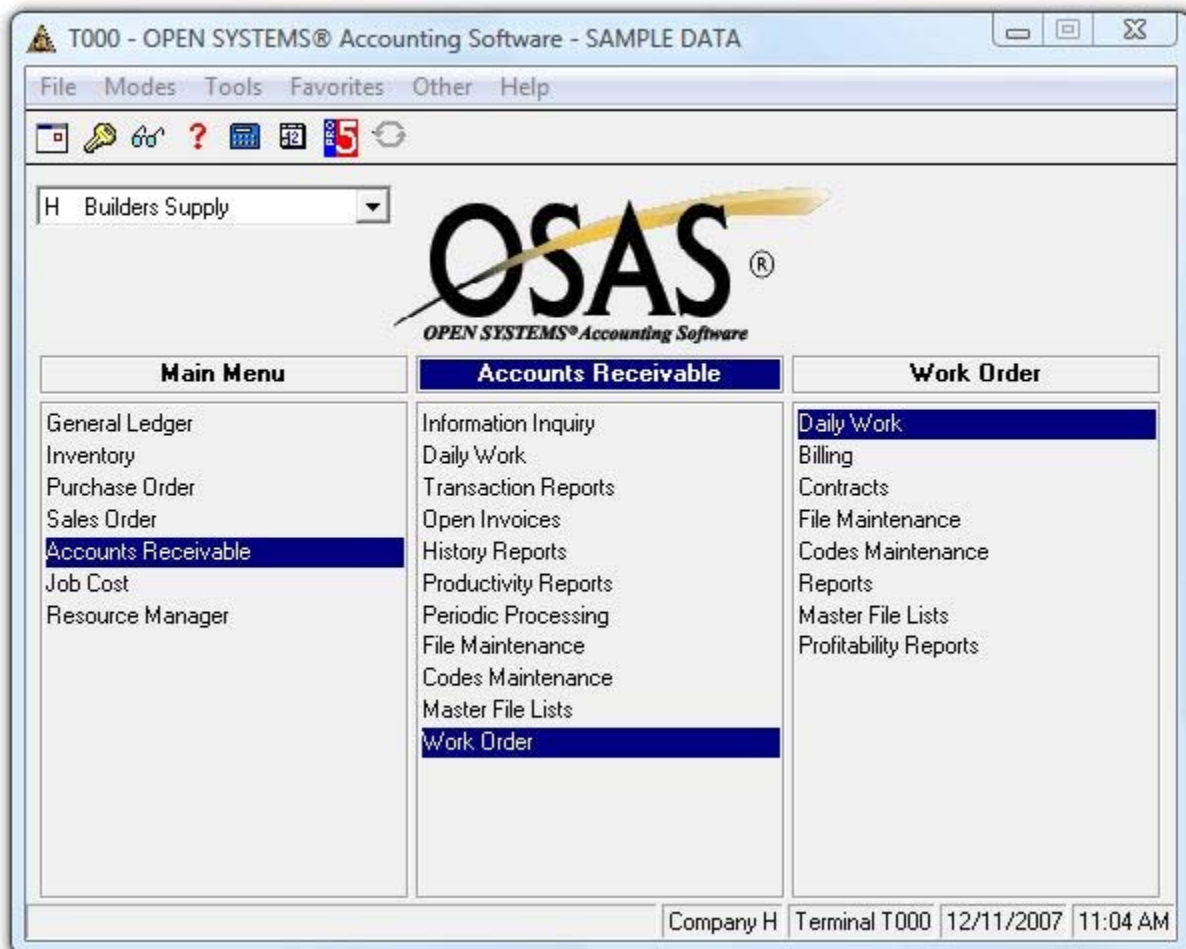 T000 - OPEN SYSTEMS® Accounting Software - SAMPLE DATA
File Modes Tools Favorites Other Help
H Builders Supply
OSAS ®
OPEN SYSTEMS® Accounting Software
Main Menu
General Ledger
Inventory
Purchase Order
Sales Order
Accounts Receivable
Job Cost
Resource Manager
Accounts Receivable
Information Inquiry
Daily Work
Transaction Reports
Open Invoices
History Reports
Productivity Reports
Periodic Processing
File Maintenance
Codes Maintenance
Master File Lists
Work Order
Work Order
Daily Work
Billing
Contracts
File Maintenance
Codes Maintenance
Reports
Master File Lists
Profitability Reports
Company H Terminal T000 12/11/2007 11:04 AM